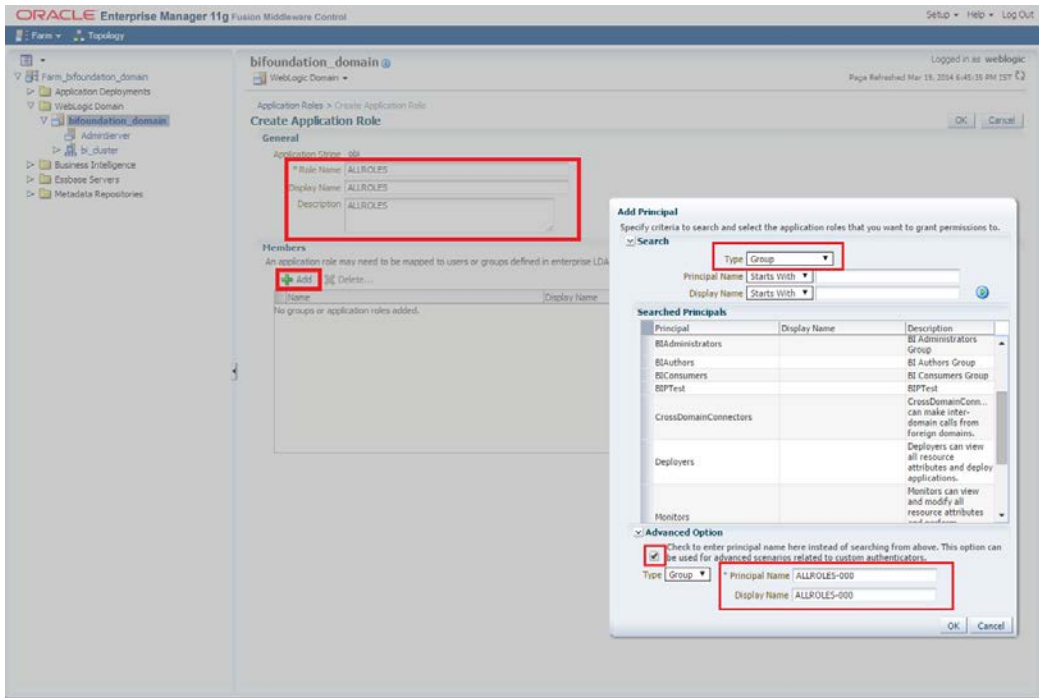 ORACLE Enterprise Manager 11g Fusion Middleware Control
Setup Help Log Out
Farm Topology
Farm_bifoundation_domain
Application Deployments
WebLogic Domain
bifoundation_domain
AdminServer
bi_cluster
Business Intelligence
Essbase Servers
Metadata Repositories
bifoundation_domain
WebLogic Domain
Logged in as weblogic
Page Refreshed Mar 19, 2014 6:45:35 PM IST
Application Roles > Create Application Role
Create Application Role
OK Cancel
General
Application Stripe obi
* Role Name ALLROLES
Display Name ALLROLES
Description ALLROLES
Members
An application role may need to be mapped to users or groups defined in enterprise LDA
Add Delete...
Name Display Name
No groups or application roles added.
Add Principal
Specify criteria to search and select the application roles that you want to grant permissions to.
Search
Type Group
Principal Name Starts With
Display Name Starts With
Searched Principals
Principal Display Name Description
BIAdministrators BI Administrators
Group
BIAuthors BI Authors Group
BIConsumers BI Consumers Group
BIPTest BIPTest
CrossDomainConnectors CrossDomainConn...
can make inter-
domain calls from
foreign domains.
Deployers Deployers can view
all resource
attributes and deploy
applications.
Monitors Monitors can view
and modify all
resource attributes
and perform
Advanced Option
Check to enter principal name here instead of searching from above. This option can
be used for advanced scenarios related to custom authenticators.
Type Group * Principal Name ALLROLES-000
Display Name ALLROLES-000
OK Cancel